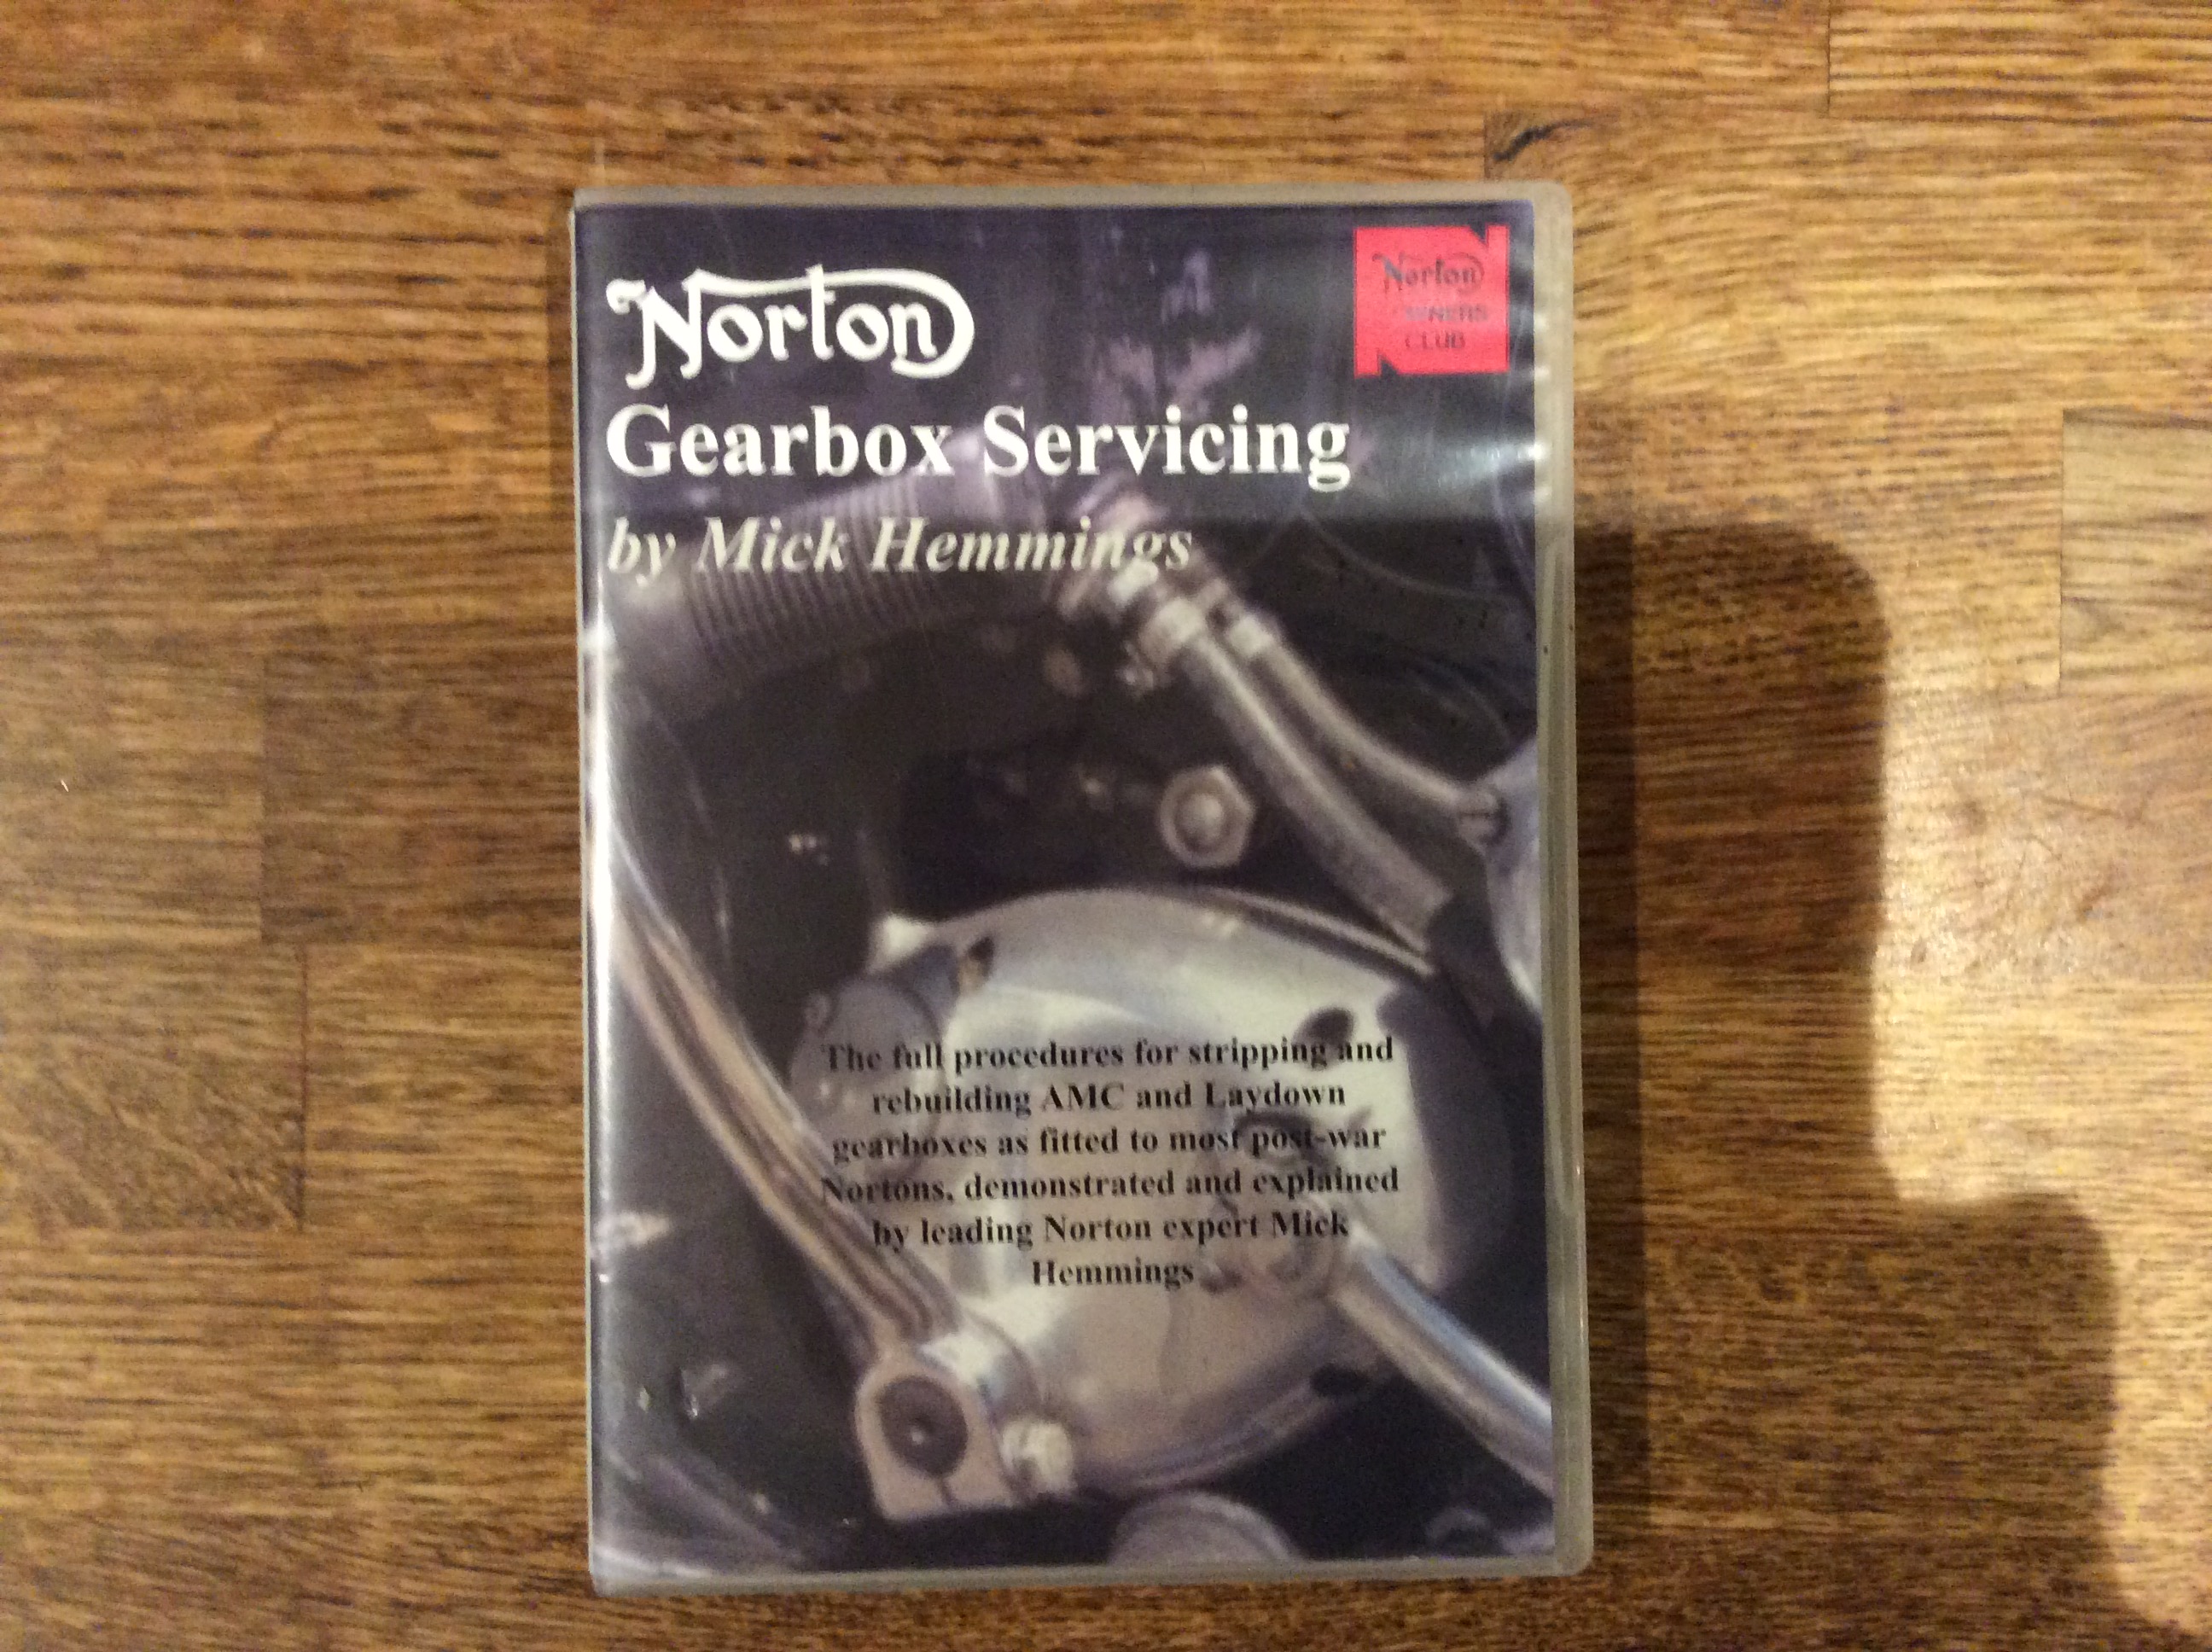 Norton
Norton
OWNERS
CLUB
Gearbox Servicing
by Mick Hemmings
The full procedures for stripping and
rebuilding AMC and Laydown
gearboxes as fitted to most post-war
Nortons, demonstrated and explained
by leading Norton expert Mick
Hemmings